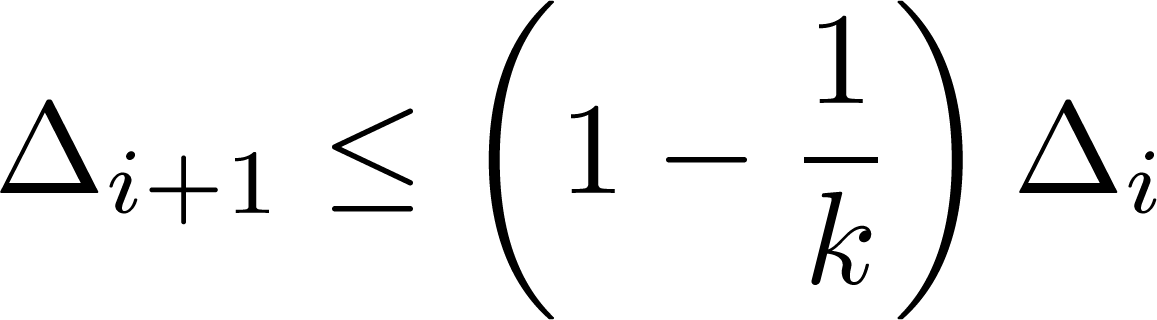 Δ_{i+1} ≤ (1 − 1/k) Δ_i